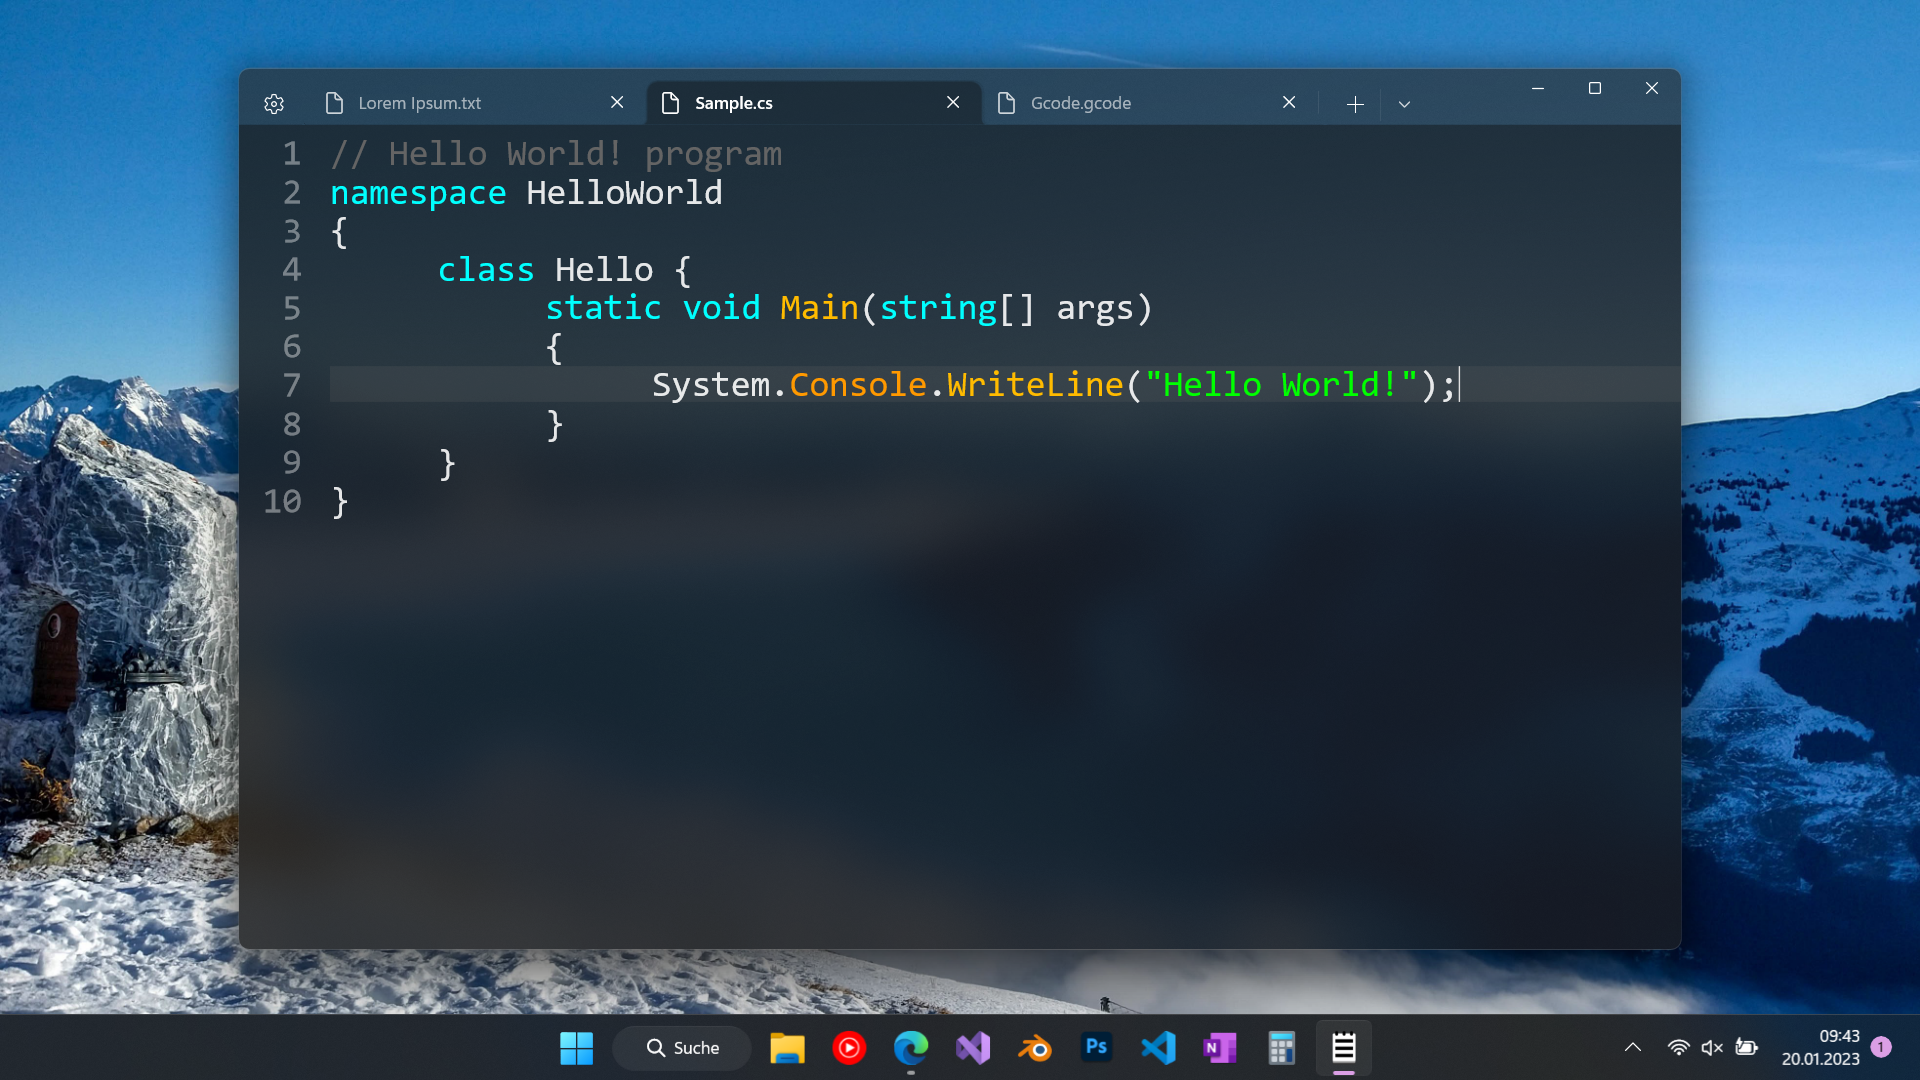 Lorem Ipsum.txt
Sample.cs
Gcode.gcode
1 // Hello World! program
2 namespace HelloWorld
3 {
4 class Hello {
5 static void Main(string[] args)
6 {
7 System.Console.WriteLine("Hello World!");
8 }
9 }
10 }
Suche
Ps
N
09:43
20.01.2023
1